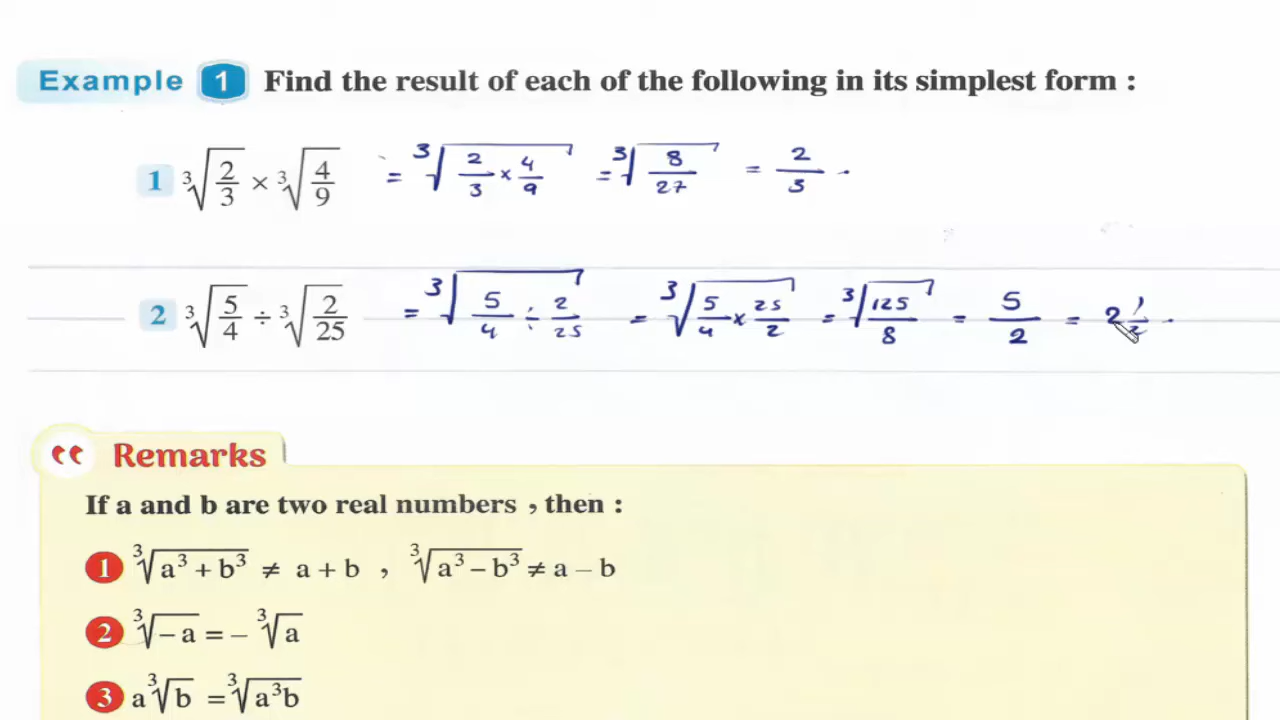 Example 1 Find the result of each of the following in its simplest form :
1 ∛(2/3) × ∛(4/9) = ∛(2/3 × 4/9) = ∛(8/27) = 2/3 .
2 ∛(5/4) ÷ ∛(2/25) = ∛(5/4 ÷ 2/25) = ∛(5/4 × 25/2) = ∛(125/8) = 5/2 = 2 1/2 .
Remarks
If a and b are two real numbers , then :
1 ∛(a³ + b³) ≠ a + b , ∛(a³ – b³) ≠ a – b
2 ∛(– a) = – ∛a
3 a ∛b = ∛(a³b)